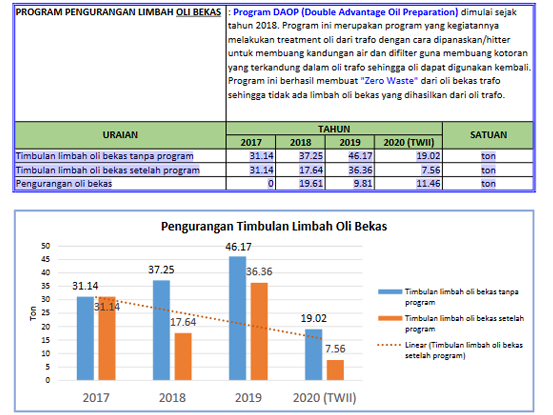 PROGRAM PENGURANGAN LIMBAH OLI BEKAS
: Program DAOP (Double Advantage Oil Preparation) dimulai sejak
tahun 2018. Program ini merupakan program yang kegiatannya
melakukan treatment oli dari trafo dengan cara dipanaskan/hitter
untuk membuang kandungan air dan difilter guna membuang kotoran
yang terkandung dalam oli trafo sehingga oli dapat digunakan kembali.
Program ini berhasil membuat "Zero Waste" dari oli bekas trafo
sehingga tidak ada limbah oli bekas yang dihasilkan dari oli trafo.
URAIAN TAHUN SATUAN
2017 2018 2019 2020 (TWII)
Timbulan limbah oli bekas tanpa program 31.14 37.25 46.17 19.02 ton
Timbulan limbah oli bekas setelah program 31.14 17.64 36.36 7.56 ton
Pengurangan oli bekas 0 19.61 9.81 11.46 ton
Pengurangan Timbulan Limbah Oli Bekas
Ton
50
45
40
35
30
25
20
15
10
5
0
31.14
31.14
37.25
17.64
46.17
36.36
19.02
7.56
2017 2018 2019 2020 (TWII)
Timbulan limbah oli bekas tanpa
program
Timbulan limbah oli bekas setelah
program
Linear (Timbulan limbah oli bekas
setelah program)